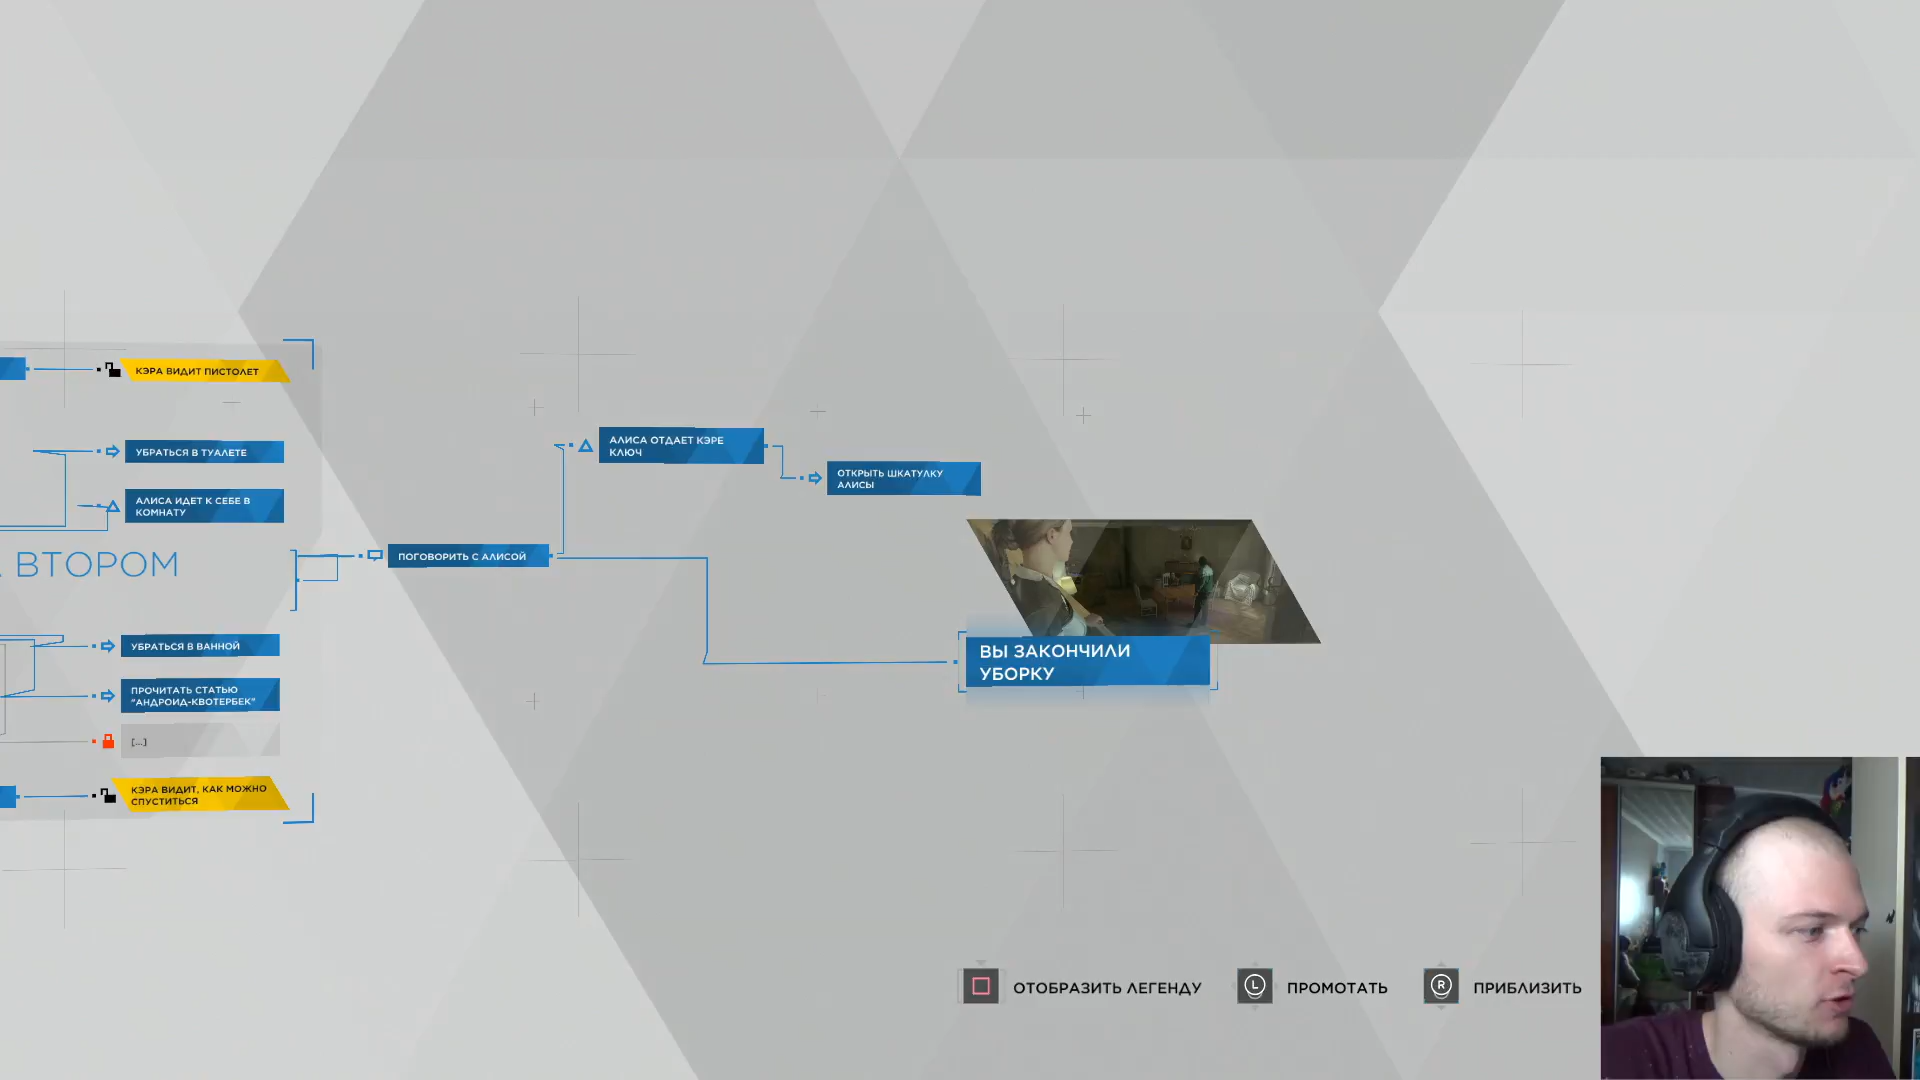 КЭРА ВИДИТ ПИСТОЛЕТ
УБРАТЬСЯ В ТУАЛЕТЕ
АЛИСА ИДЕТ К СЕБЕ В
КОМНАТУ
ВТОРОМ
УБРАТЬСЯ В ВАННОЙ
ПРОЧИТАТЬ СТАТЬЮ
"АНДРОИД-КВОТЕРБЕК"
[...]
КЭРА ВИДИТ, КАК МОЖНО
СПУСТИТЬСЯ
ПОГОВОРИТЬ С АЛИСОЙ
АЛИСА ОТДАЕТ КЭРЕ
КЛЮЧ
ОТКРЫТЬ ШКАТУЛКУ
АЛИСЫ
ВЫ ЗАКОНЧИЛИ
УБОРКУ
ОТОБРАЗИТЬ ЛЕГЕНДУ
L ПРОМОТАТЬ
R ПРИБЛИЗИТЬ